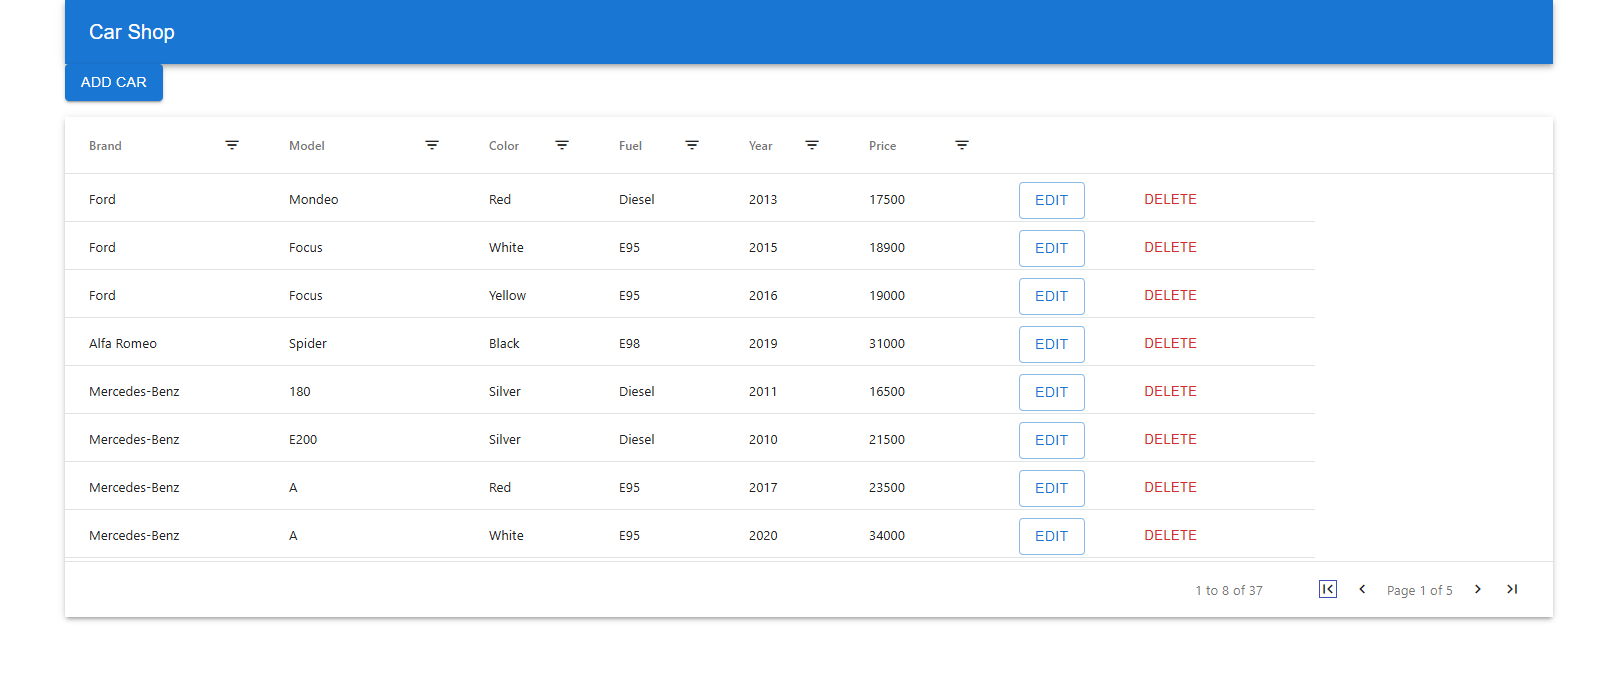 Car Shop
ADD CAR
Brand Model Color Fuel Year Price
Ford Mondeo Red Diesel 2013 17500 EDIT DELETE
Ford Focus White E95 2015 18900 EDIT DELETE
Ford Focus Yellow E95 2016 19000 EDIT DELETE
Alfa Romeo Spider Black E98 2019 31000 EDIT DELETE
Mercedes-Benz 180 Silver Diesel 2011 16500 EDIT DELETE
Mercedes-Benz E200 Silver Diesel 2010 21500 EDIT DELETE
Mercedes-Benz A Red E95 2017 23500 EDIT DELETE
Mercedes-Benz A White E95 2020 34000 EDIT DELETE
1 to 8 of 37 Page 1 of 5